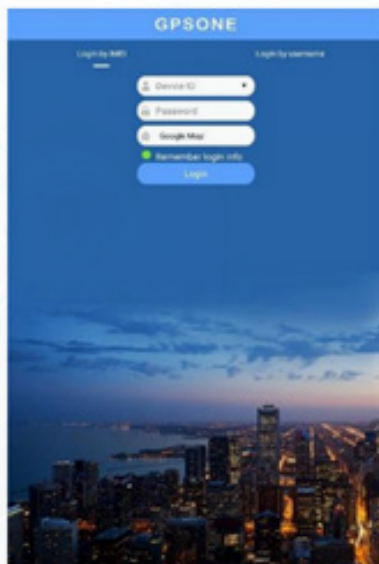 GPSONE
Login by IMEI Login by username
Device ID
Password
Google Map
Remember login info
Login